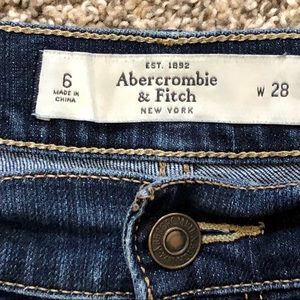 EST. 1892
6
Abercrombie
W 28
MADE IN
CHINA
& Fitch
NEW YORK